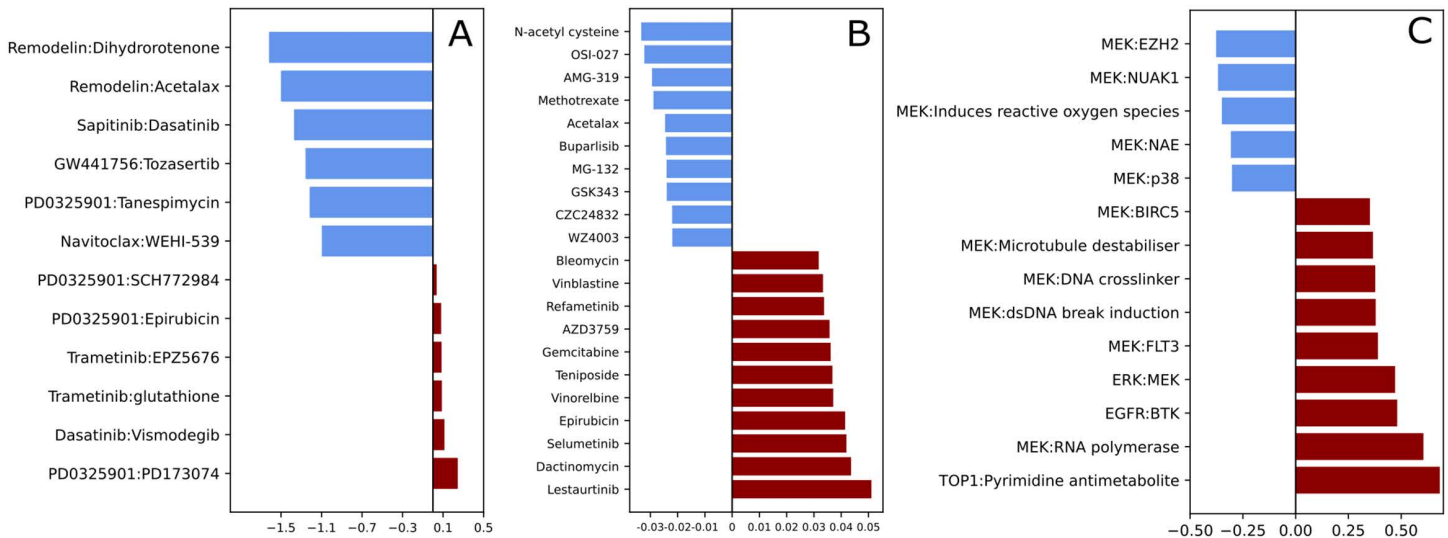 A
Remodelin:Dihydrorotenone
Remodelin:Acetalax
Sapitinib:Dasatinib
GW441756:Tozasertib
PD0325901:Tanespimycin
Navitoclax:WEHI-539
PD0325901:SCH772984
PD0325901:Epirubicin
Trametinib:EPZ5676
Trametinib:glutathione
Dasatinib:Vismodegib
PD0325901:PD173074
−1.5 −1.1 −0.7 −0.3 0.1 0.5
B
N-acetyl cysteine
OSI-027
AMG-319
Methotrexate
Acetalax
Buparlisib
MG-132
GSK343
CZC24832
WZ4003
Bleomycin
Vinblastine
Refametinib
AZD3759
Gemcitabine
Teniposide
Vinorelbine
Epirubicin
Selumetinib
Dactinomycin
Lestaurtinib
-0.03 -0.02 -0.01 0 0.01 0.02 0.03 0.04 0.05
C
MEK:EZH2
MEK:NUAK1
MEK:Induces reactive oxygen species
MEK:NAE
MEK:p38
MEK:BIRC5
MEK:Microtubule destabiliser
MEK:DNA crosslinker
MEK:dsDNA break induction
MEK:FLT3
ERK:MEK
EGFR:BTK
MEK:RNA polymerase
TOP1:Pyrimidine antimetabolite
−0.50 −0.25 0.00 0.25 0.50